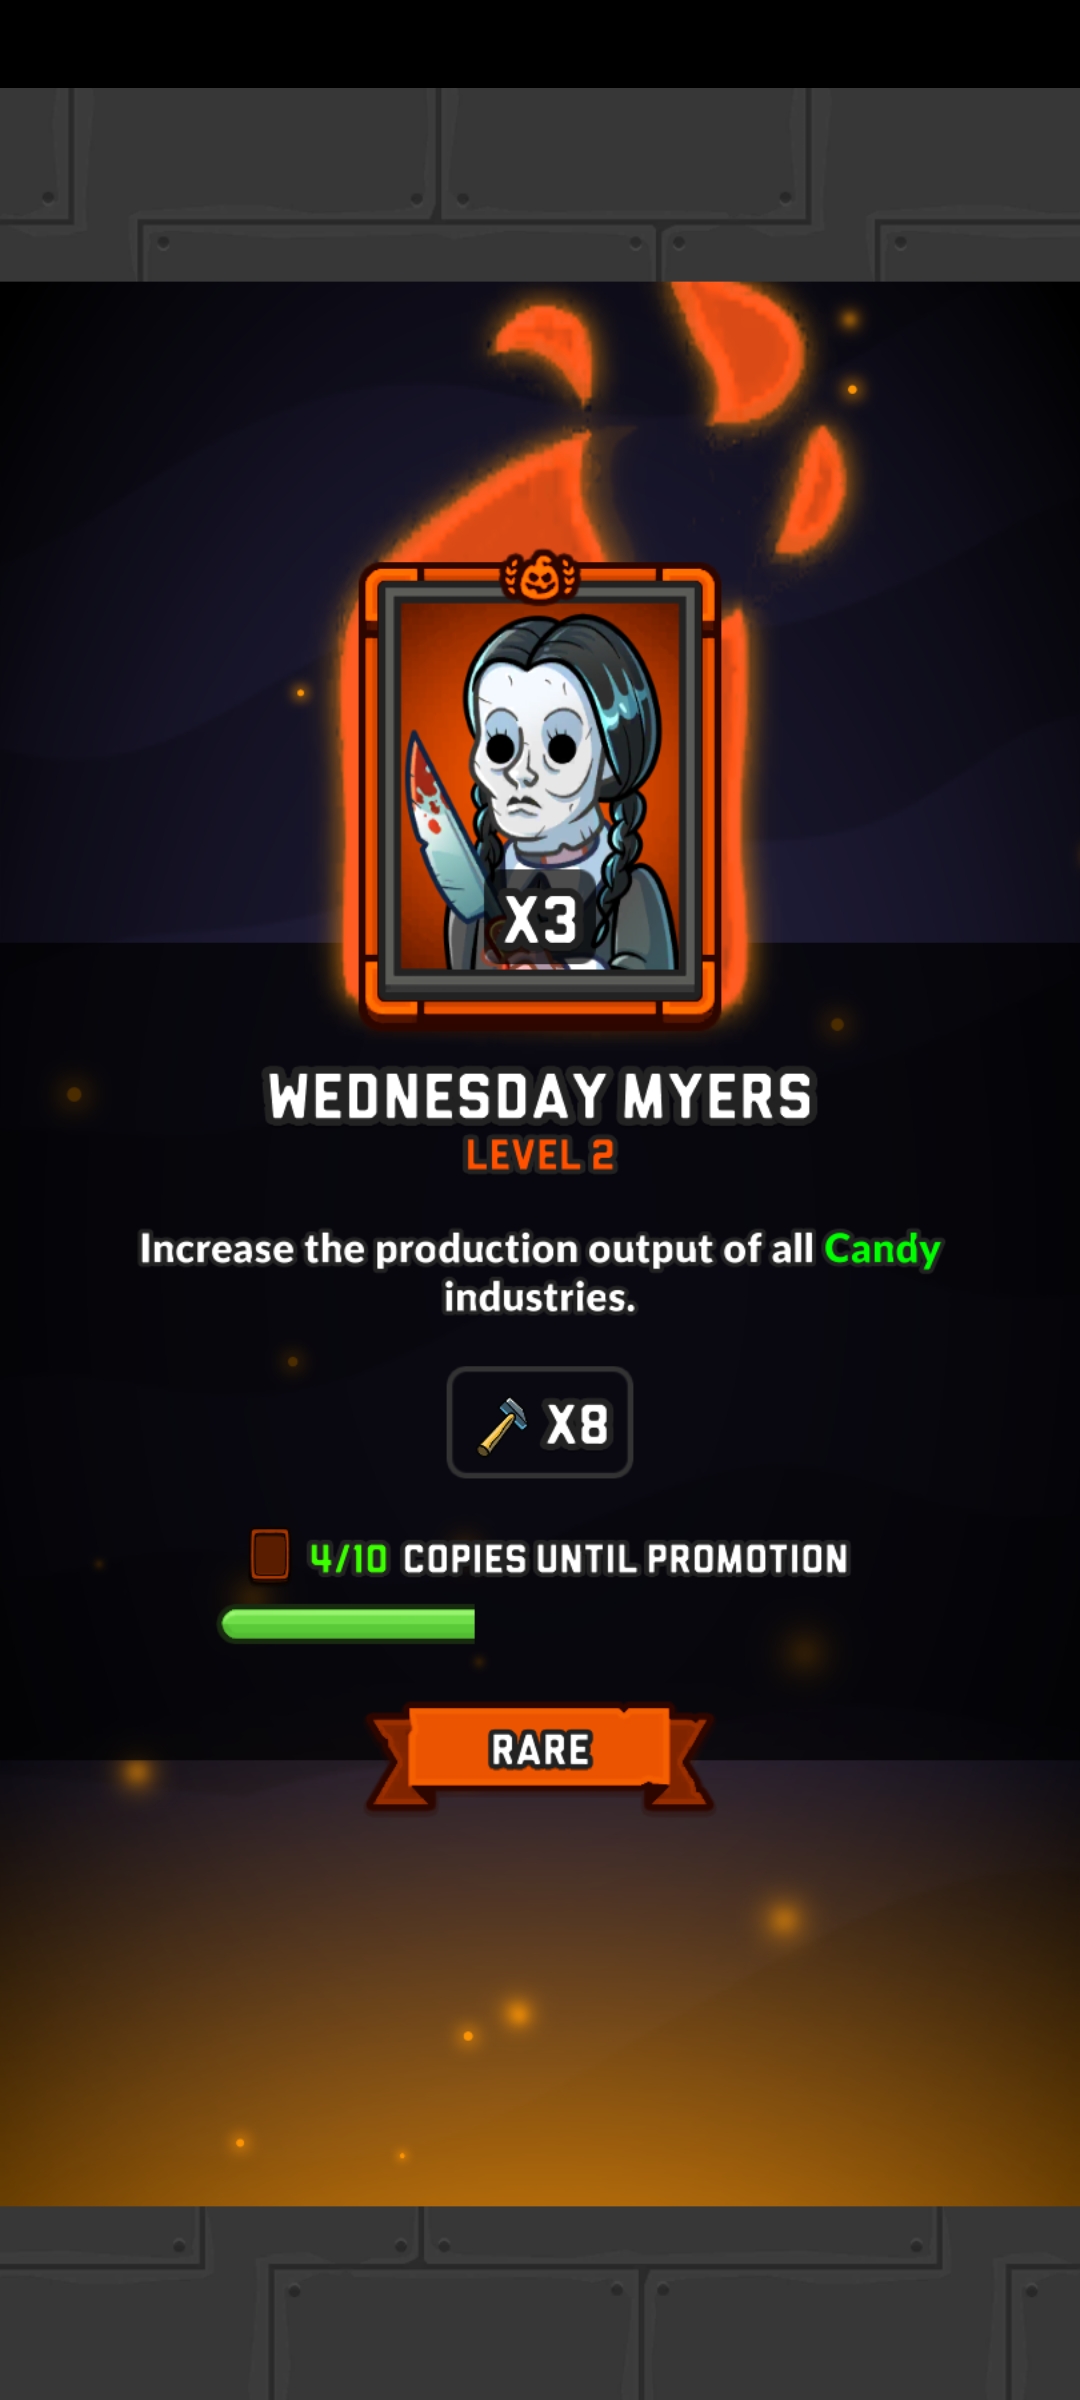 X3
WEDNESDAY MYERS
LEVEL 2
Increase the production output of all Candy
industries.
X8
4/10 COPIES UNTIL PROMOTION
RARE